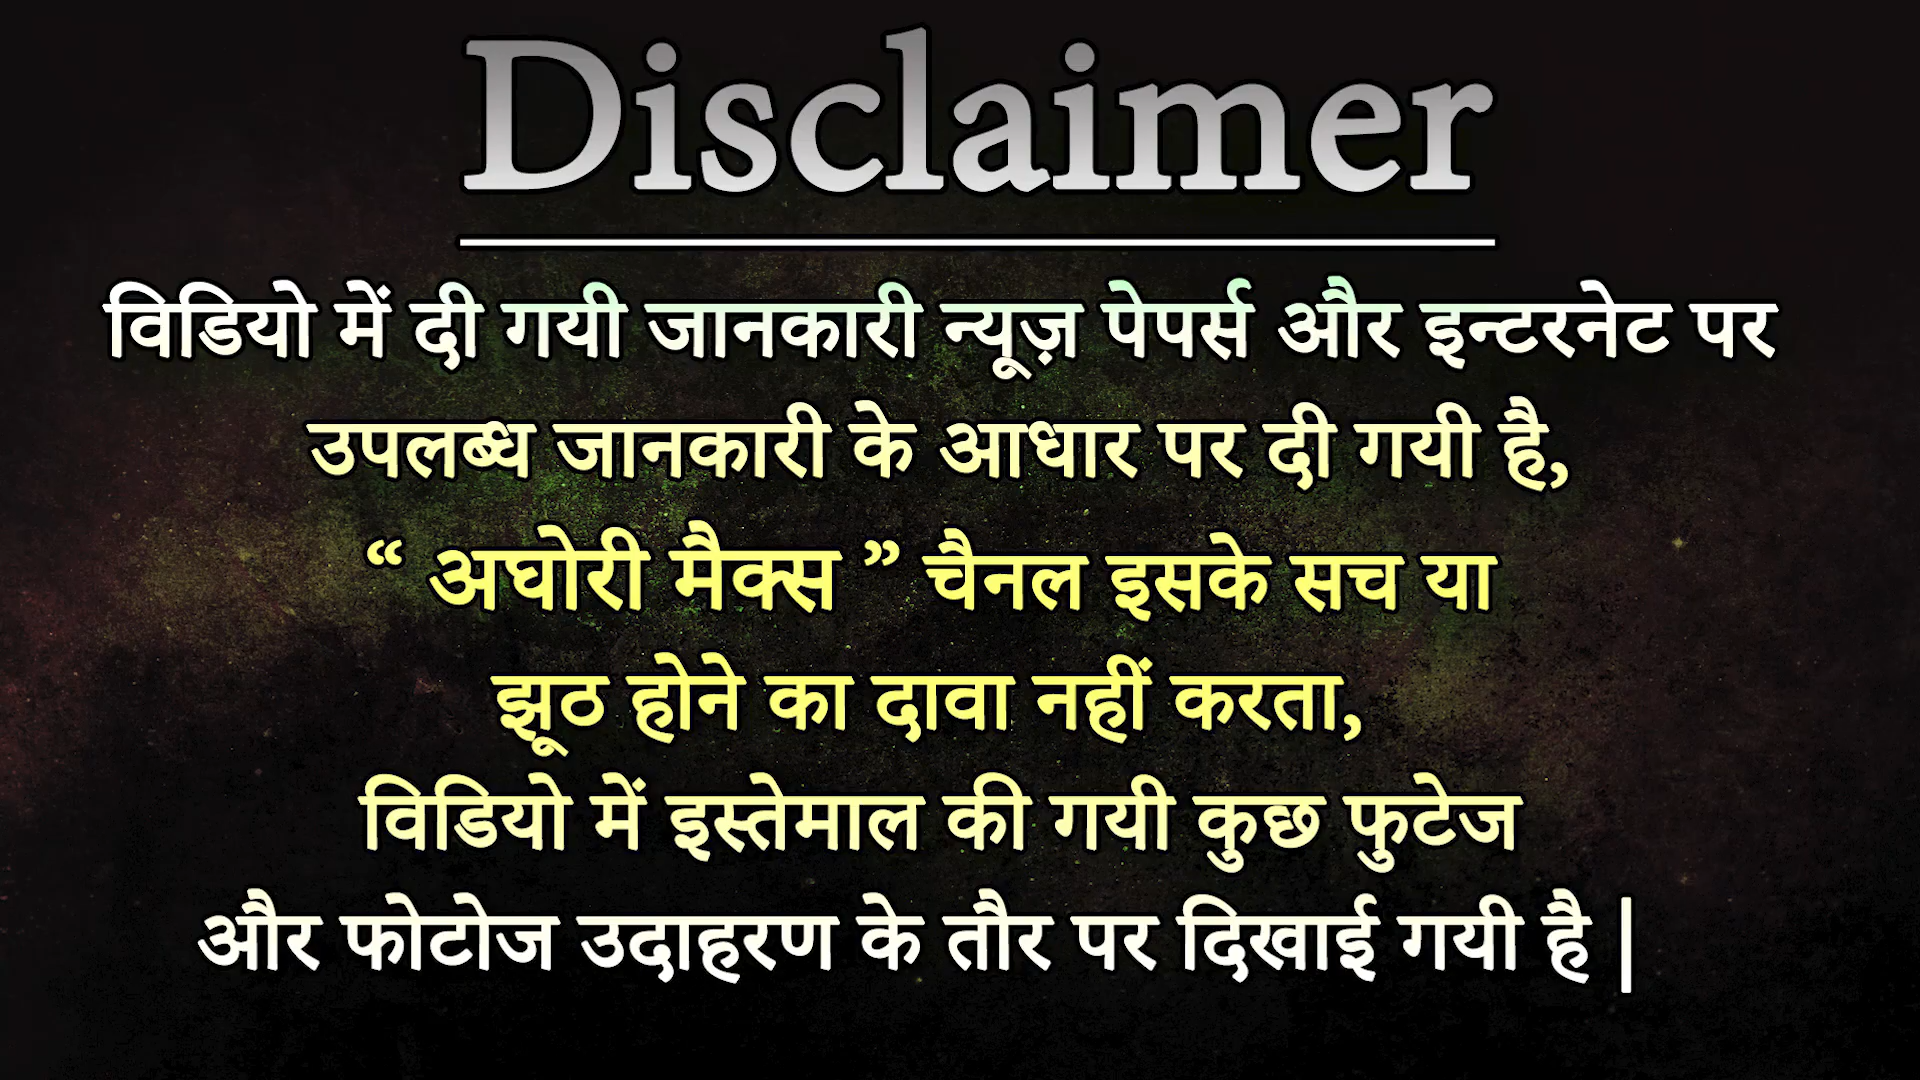 Disclaimer
विडियो में दी गयी जानकारी न्यूज़ पेपर्स और इन्टरनेट पर
उपलब्ध जानकारी के आधार पर दी गयी है,
“ अघोरी मैक्स ” चैनल इसके सच या
झूठ होने का दावा नहीं करता,
विडियो में इस्तेमाल की गयी कुछ फुटेज
और फोटोज उदाहरण के तौर पर दिखाई गयी है |